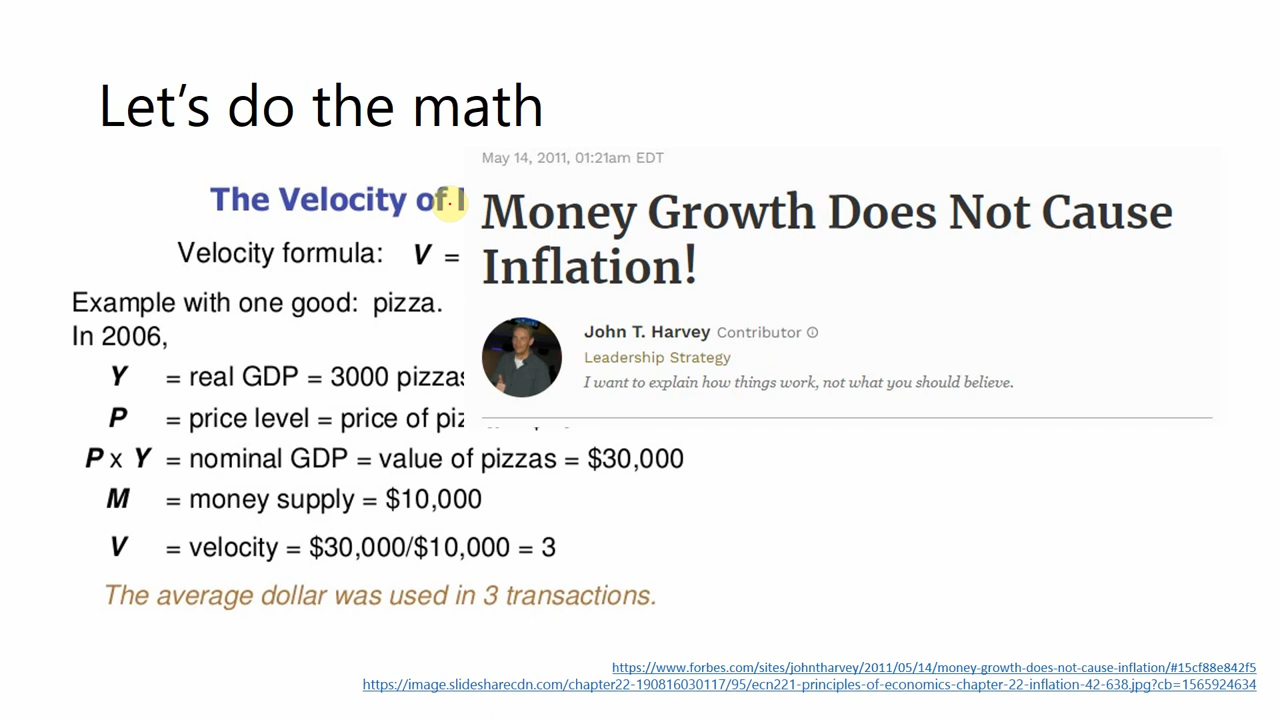 Let's do the math
May 14, 2011, 01:21am EDT
The Velocity of
Money Growth Does Not Cause
Inflation!
Velocity formula: V =
Example with one good: pizza.
In 2006,
John T. Harvey Contributor
Leadership Strategy
I want to explain how things work, not what you should believe.
Y = real GDP = 3000 pizzas
P = price level = price of
P x Y = nominal GDP = value of pizzas = $30,000
M = money supply = $10,000
V = velocity = $30,000/$10,000 = 3
The average dollar was used in 3 transactions.
https://www.forbes.com/sites/johntharvey/2011/05/14/money-growth-does-not-cause-inflation/#15cf88e842f5
https://image.slidesharecdn.com/chapter22-190816030117/95/ecn221-principles-of-economics-chapter-22-inflation-42-638.jpg?cb=1565924634